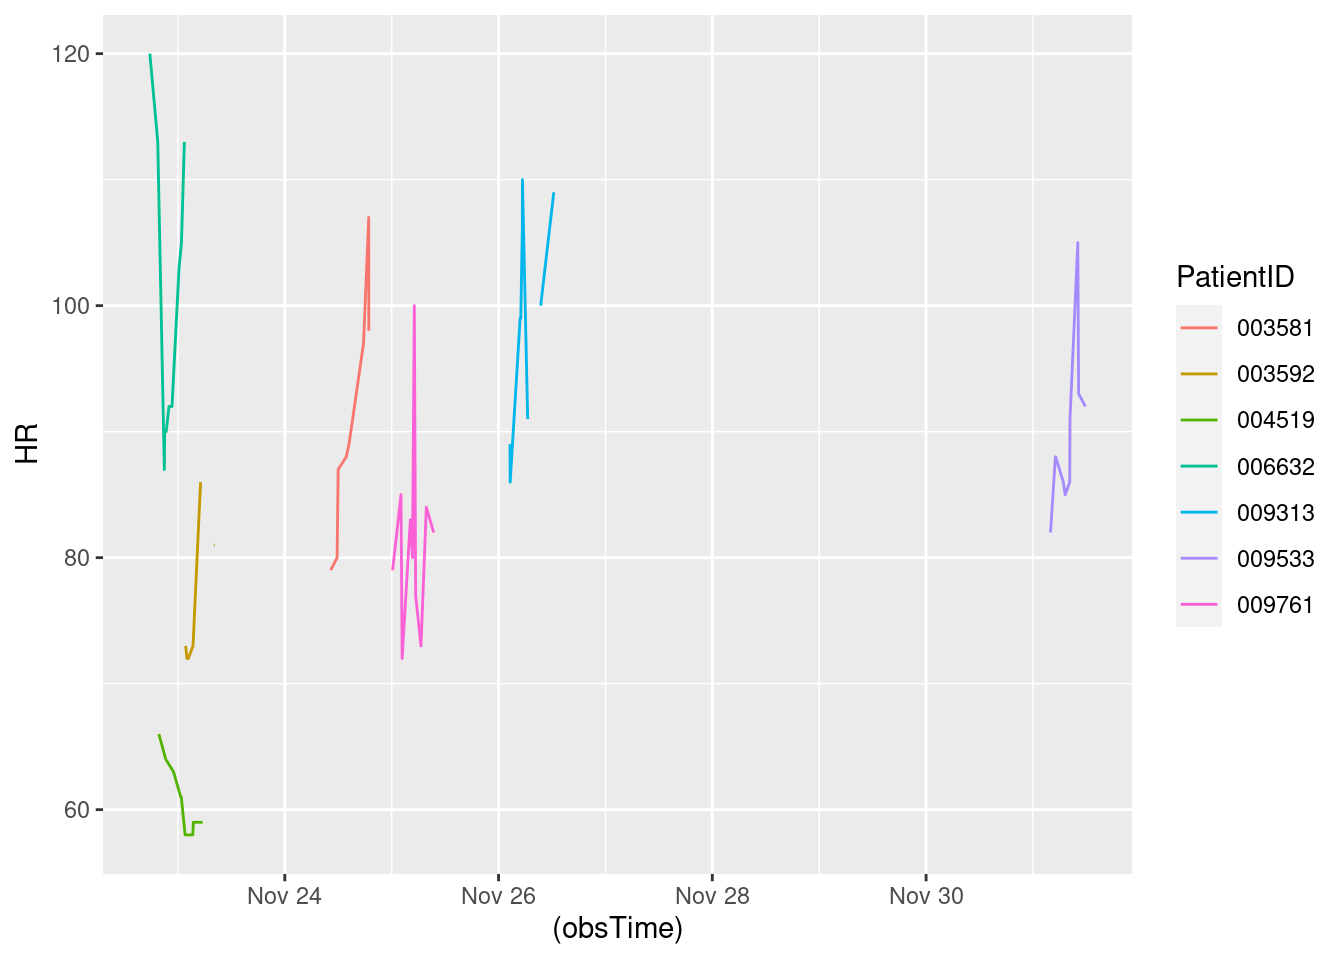 120
100
80
60
HR
Nov 24
Nov 26
Nov 28
Nov 30
(obsTime)
PatientID
003581
003592
004519
006632
009313
009533
009761